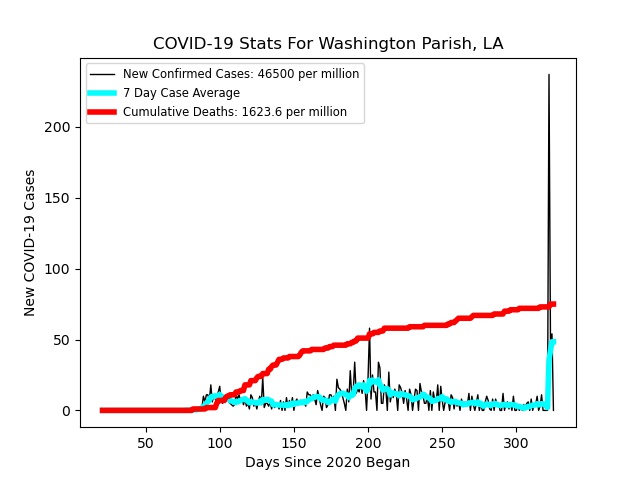 COVID-19 Stats For Washington Parish, LA
New Confirmed Cases: 46500 per million
7 Day Case Average
Cumulative Deaths: 1623.6 per million
New COVID-19 Cases
200
150
100
50
0
50 100 150 200 250 300
Days Since 2020 Began